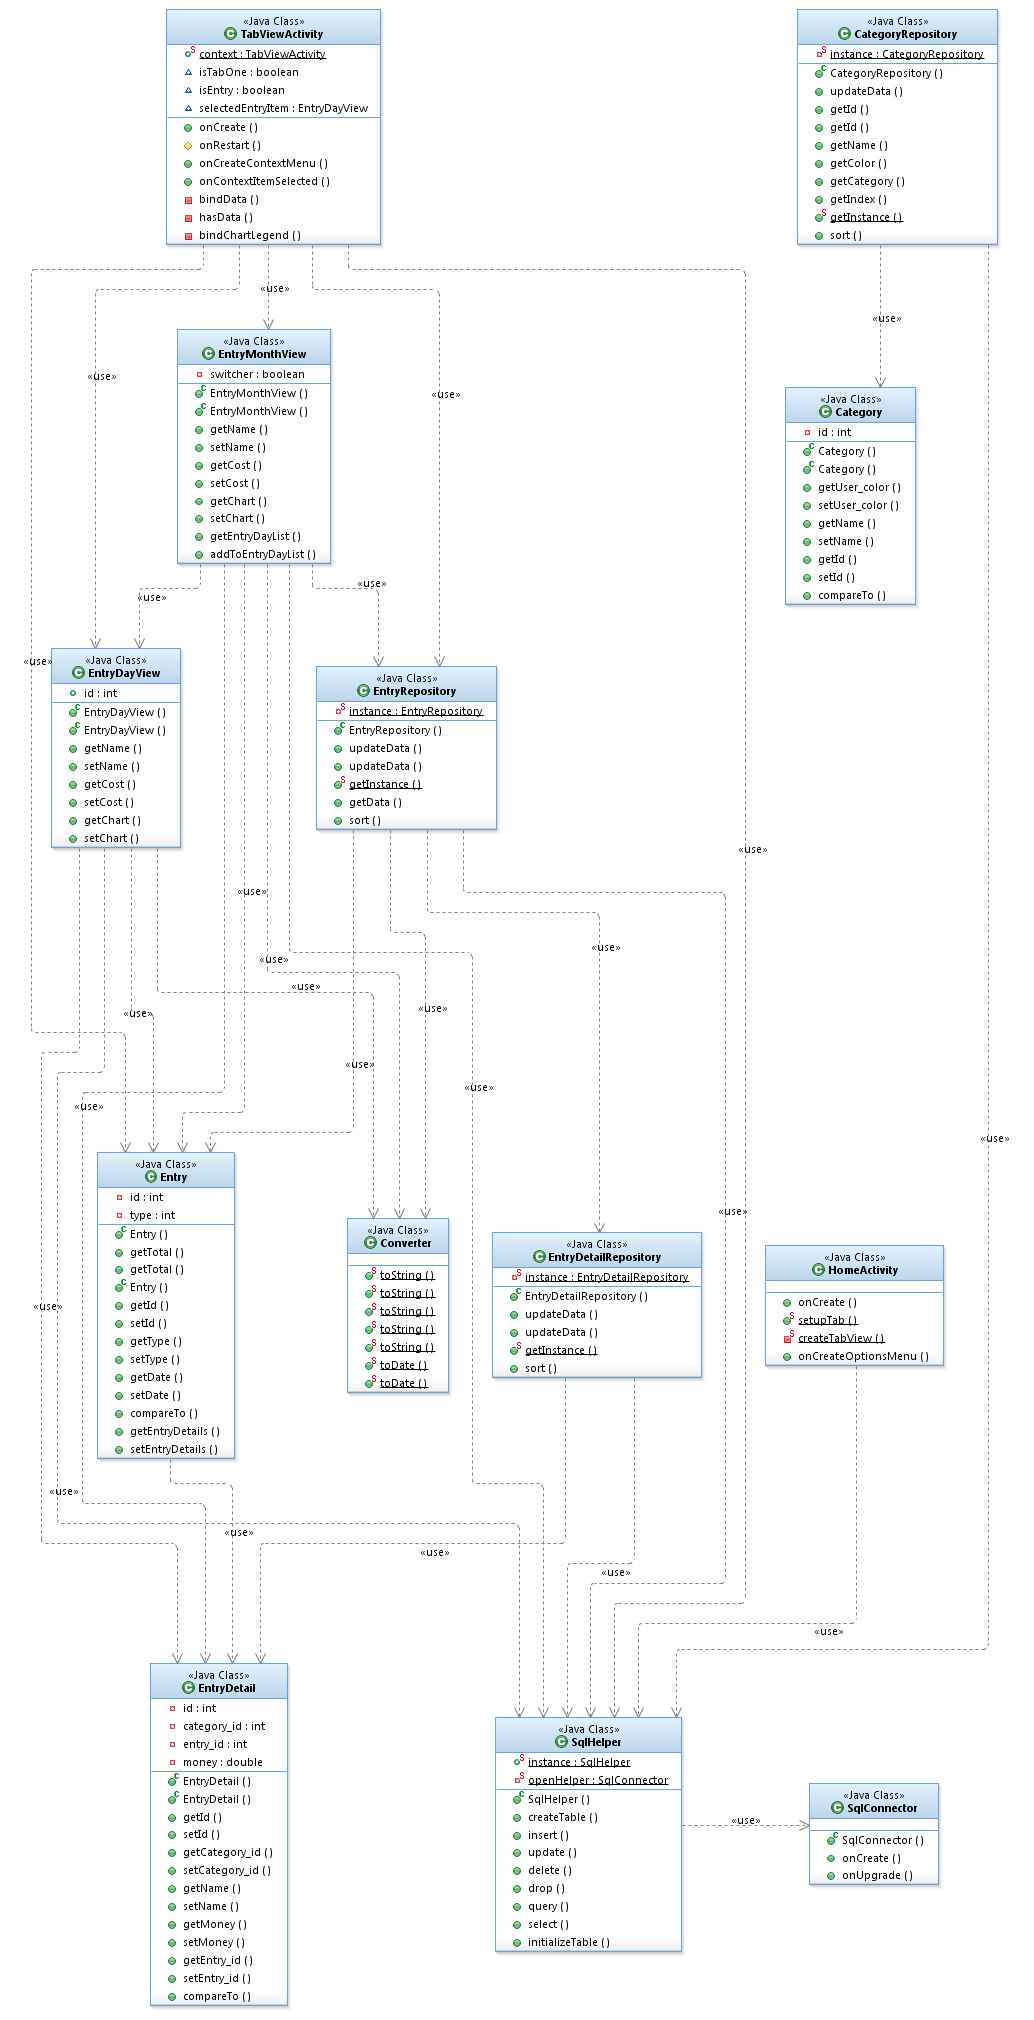 «Java Class»
TabViewActivity
context : TabViewActivity
isTabOne : boolean
isEntry : boolean
selectedEntryItem : EntryDayView
onCreate ( )
onRestart ( )
onCreateContextMenu ( )
onContextItemSelected ( )
bindData ( )
hasData ( )
bindChartLegend ( )
«Java Class»
CategoryRepository
instance : CategoryRepository
CategoryRepository ( )
updateData ( )
getId ( )
getId ( )
getName ( )
getColor ( )
getCategory ( )
getIndex ( )
getInstance ( )
sort ( )
«use»
«use»
«use»
«use»
«Java Class»
EntryMonthView
switcher : boolean
EntryMonthView ( )
EntryMonthView ( )
getName ( )
setName ( )
getCost ( )
setCost ( )
getChart ( )
setChart ( )
getEntryDayList ( )
addToEntryDayList ( )
«Java Class»
Category
id : int
Category ( )
Category ( )
getUser_color ( )
setUser_color ( )
getName ( )
setName ( )
getId ( )
setId ( )
compareTo ( )
«use»
«use»
«use»
«Java Class»
EntryDayView
id : int
EntryDayView ( )
EntryDayView ( )
getName ( )
setName ( )
getCost ( )
setCost ( )
getChart ( )
setChart ( )
«Java Class»
EntryRepository
instance : EntryRepository
EntryRepository ( )
updateData ( )
updateData ( )
getInstance ( )
getData ( )
sort ( )
«use»
«use»
«use»
«use»
«use»
«use»
«use»
«use»
«use»
«use»
«use»
«use»
«Java Class»
Entry
id : int
type : int
Entry ( )
getTotal ( )
getTotal ( )
Entry ( )
getId ( )
setId ( )
getType ( )
setType ( )
getDate ( )
setDate ( )
compareTo ( )
getEntryDetails ( )
setEntryDetails ( )
«use»
«Java Class»
Converter
toString ( )
toString ( )
toString ( )
toString ( )
toString ( )
toDate ( )
toDate ( )
«Java Class»
EntryDetailRepository
instance : EntryDetailRepository
EntryDetailRepository ( )
updateData ( )
updateData ( )
getInstance ( )
sort ( )
«Java Class»
HomeActivity
onCreate ( )
setupTab ( )
createTabView ( )
onCreateOptionsMenu ( )
«use»
«use»
«use»
«use»
«use»
«use»
«Java Class»
EntryDetail
id : int
category_id : int
entry_id : int
money : double
EntryDetail ( )
EntryDetail ( )
getId ( )
setId ( )
getCategory_id ( )
setCategory_id ( )
getName ( )
setName ( )
getMoney ( )
setMoney ( )
getEntry_id ( )
setEntry_id ( )
compareTo ( )
«Java Class»
SqlHelper
instance : SqlHelper
openHelper : SqlConnector
SqlHelper ( )
createTable ( )
insert ( )
update ( )
delete ( )
drop ( )
query ( )
select ( )
initializeTable ( )
«use»
«Java Class»
SqlConnector
SqlConnector ( )
onCreate ( )
onUpgrade ( )